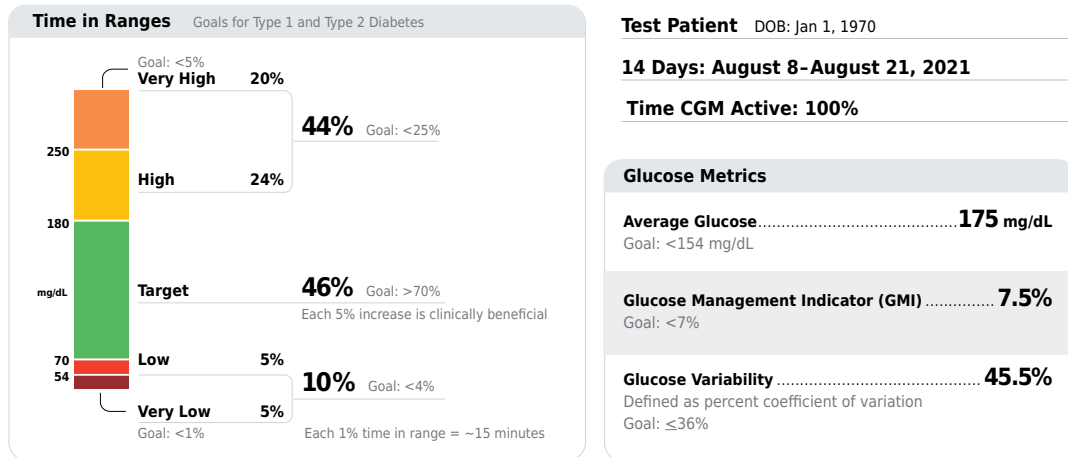 Time in Ranges Goals for Type 1 and Type 2 Diabetes
Goal: <5%
Very High 20%
44% Goal: <25%
250
High 24%
180
mg/dL
Target 46% Goal: >70%
Each 5% increase is clinically beneficial
70
Low 5%
54
10% Goal: <4%
Very Low 5%
Goal: <1%
Each 1% time in range = ~15 minutes
Test Patient DOB: Jan 1, 1970
14 Days: August 8–August 21, 2021
Time CGM Active: 100%
Glucose Metrics
Average Glucose 175 mg/dL
Goal: <154 mg/dL
Glucose Management Indicator (GMI) 7.5%
Goal: <7%
Glucose Variability 45.5%
Defined as percent coefficient of variation
Goal: ≤36%